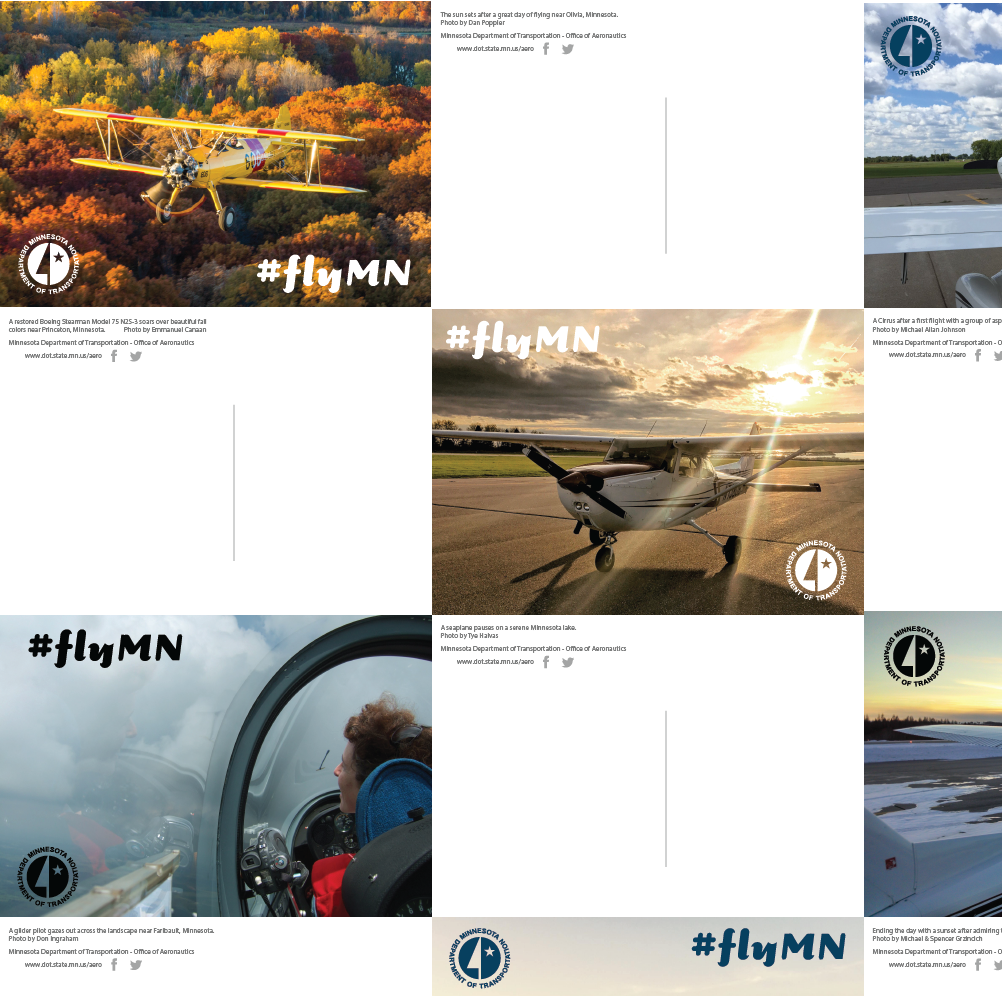 The sun sets after a great day of flying near Olivia, Minnesota.
Photo by Dan Poppler
Minnesota Department of Transportation - Office of Aeronautics
www.dot.state.mn.us/aero
MINNESOTA DEPARTMENT OF TRANSPORTATION
600
606
MINNESOTA DEPARTMENT OF TRANSPORTATION
#flyMN
A restored Boeing Stearman Model 75 N2S-3 soars over beautiful fall
colors near Princeton, Minnesota. Photo by Emmanuel Canaan
Minnesota Department of Transportation - Office of Aeronautics
www.dot.state.mn.us/aero
#flyMN
MINNESOTA DEPARTMENT OF TRANSPORTATION
A Cirrus after a first flight with a group of asp
Photo by Michael Allan Johnson
Minnesota Department of Transportation - O
www.dot.state.mn.us/aero
#flyMN
MINNESOTA DEPARTMENT OF TRANSPORTATION
A seaplane pauses on a serene Minnesota lake.
Photo by Tye Haivas
Minnesota Department of Transportation - Office of Aeronautics
www.dot.state.mn.us/aero
MINNESOTA DEPARTMENT OF TRANSPORTATION
A glider pilot gazes out across the landscape near Faribault, Minnesota.
Photo by Don Ingraham
Minnesota Department of Transportation - Office of Aeronautics
www.dot.state.mn.us/aero
MINNESOTA DEPARTMENT OF TRANSPORTATION
#flyMN
Ending the day with a sunset after admiring
Photo by Michael & Spencer Grzincich
Minnesota Department of Transportation - O
www.dot.state.mn.us/aero